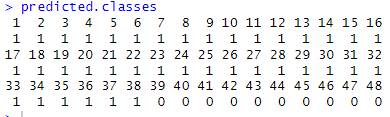 > predicted.classes
1 2 3 4 5 6 7 8 9 10 11 12 13 14 15 16
1 1 1 1 1 1 1 1 1 1 1 1 1 1 1 1
17 18 19 20 21 22 23 24 25 26 27 28 29 30 31 32
1 1 1 1 1 1 1 1 1 1 1 1 1 1 1 1
33 34 35 36 37 38 39 40 41 42 43 44 45 46 47 48
1 1 1 1 1 1 0 0 0 0 0 0 0 0 0 0
>